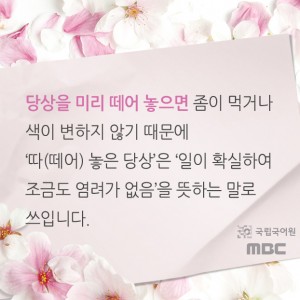 당상을 미리 떼어 놓으면 좀이 먹거나
색이 변하지 않기 때문에
‘따(떼어) 놓은 당상’은 ‘일이 확실하여
조금도 염려가 없음’을 뜻하는 말로
쓰입니다.
국립국어원
MBC